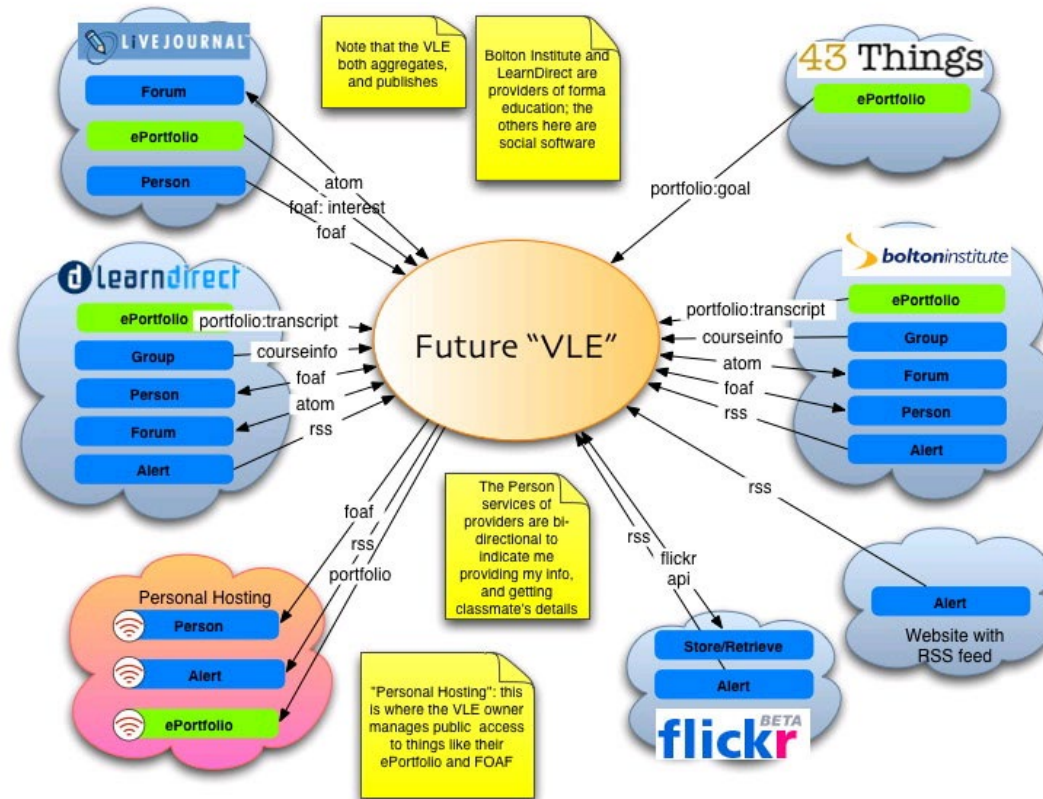 LiVEJOURNAL
Forum
ePortfolio
Person
atom
foaf: interest
foaf
Note that the VLE
both aggregates,
and publishes
Bolton Institute and
LearnDirect are
providers of forma
education; the
others here are
social software
43 Things
ePortfolio
portfolio:goal
learndirect
ePortfolio
Group
Person
Forum
Alert
portfolio:transcript
courseinfo
foaf
atom
rss
Future "VLE"
boltoninstitute
ePortfolio
Group
Forum
Person
Alert
portfolio:transcript
courseinfo
atom
foaf
rss
foaf
rss
portfolio
Personal Hosting
Person
Alert
ePortfolio
The Person
services of
providers are bi-
directional to
indicate me
providing my info,
and getting
classmate's details
"Personal Hosting": this
is where the VLE owner
manages public access
to things like their
ePortfolio and FOAF
rss
flickr
api
Store/Retrieve
Alert
BETA
flickr
rss
Alert
Website with
RSS feed